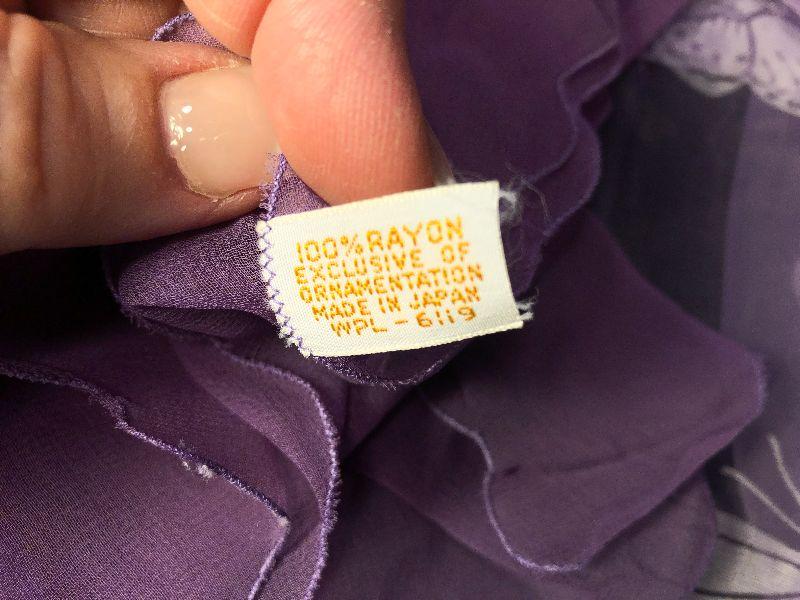 100% RAYON
EXCLUSIVE OF
ORNAMENTATION
MADE IN JAPAN
WPL - 6119